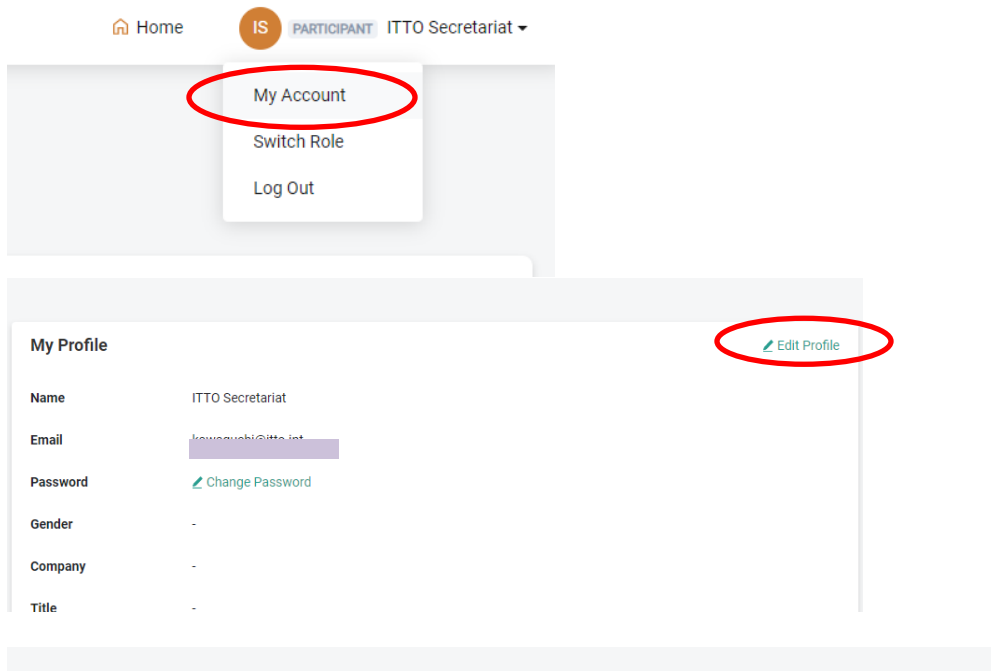 Home IS PARTICIPANT ITTO Secretariat
My Account
Switch Role
Log Out
My Profile Edit Profile
Name ITTO Secretariat
Email
Password Change Password
Gender -
Company -
Title -